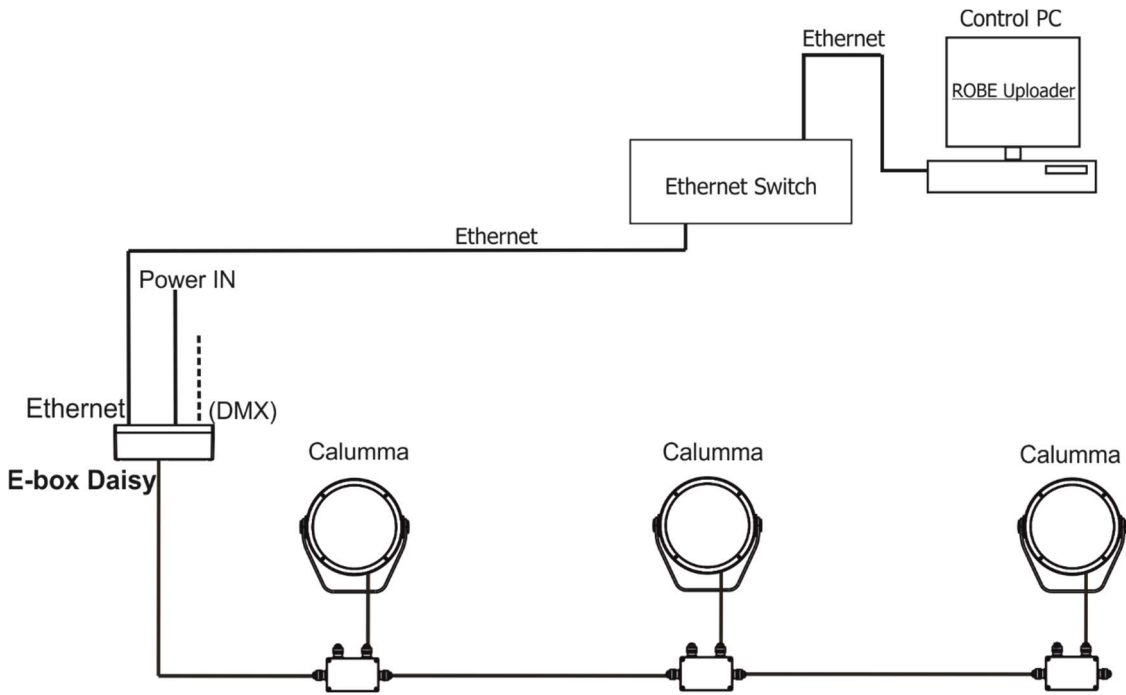 Control PC
Ethernet
ROBE Uploader
Ethernet Switch
Ethernet
Power IN
Ethernet
(DMX)
E-box Daisy
Calumma
Calumma
Calumma